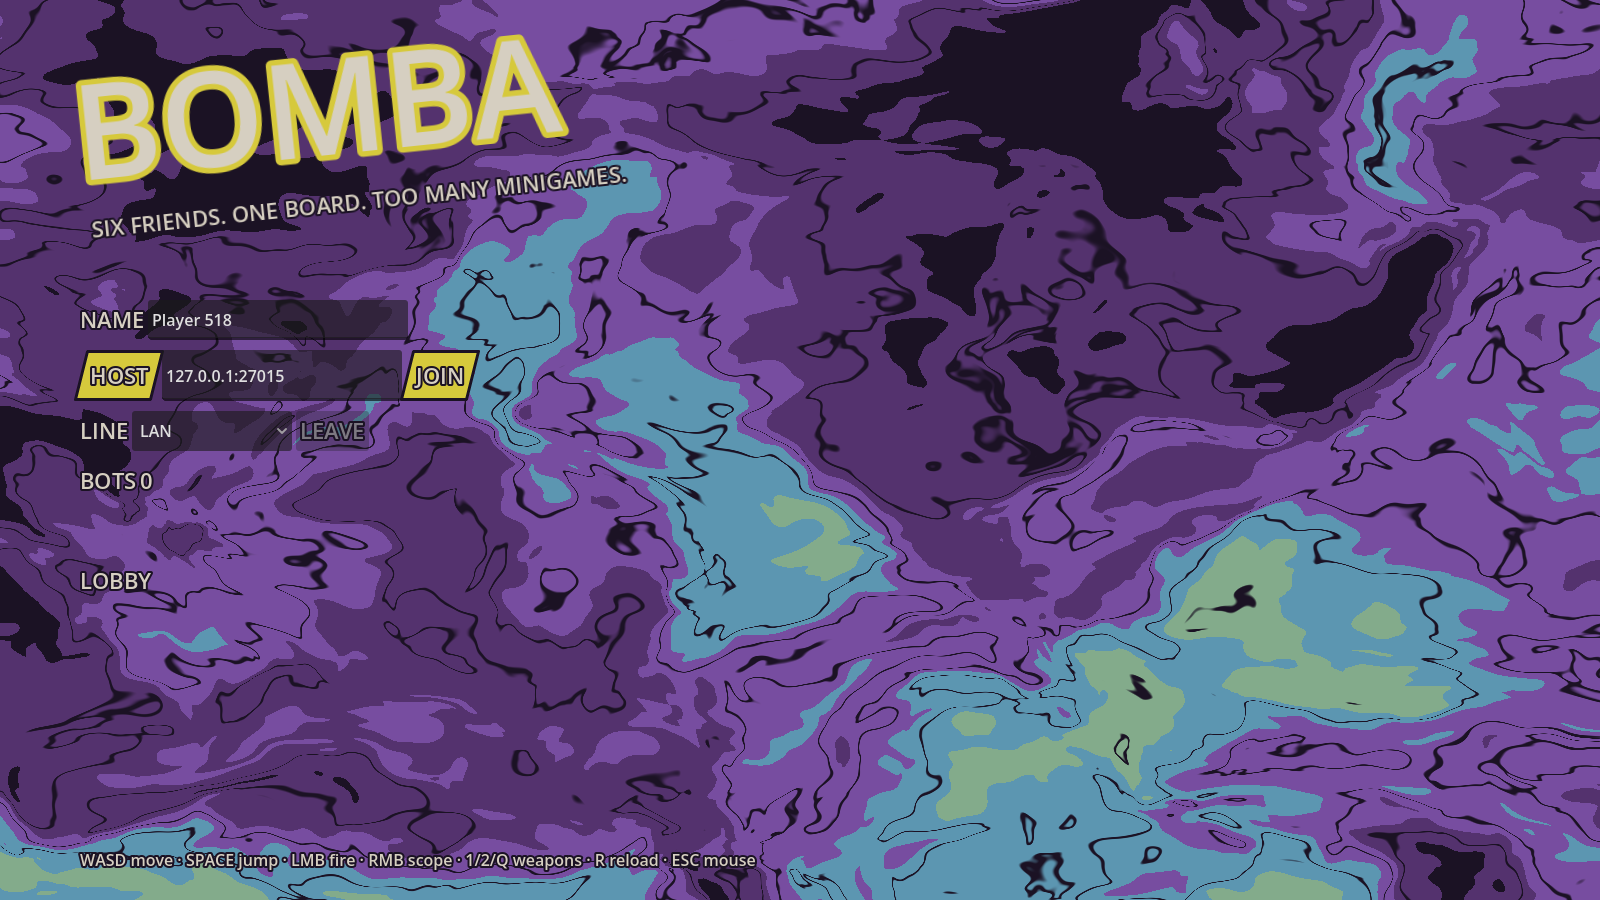 BOMBA
SIX FRIENDS. ONE BOARD. TOO MANY MINIGAMES.
NAME Player 518
HOST 127.0.0.1:27015 JOIN
LINE LAN LEAVE
BOTS 0
LOBBY
WASD move · SPACE jump · LMB fire · RMB scope · 1/2/Q weapons · R reload · ESC mouse